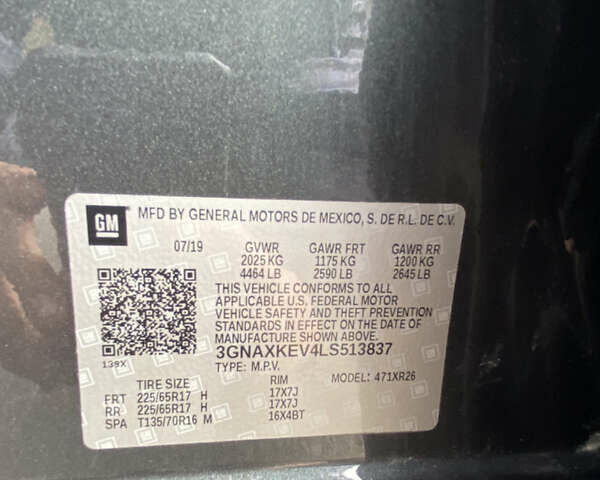 GM
MFD BY GENERAL MOTORS DE MEXICO, S. DE R.L. DE C.V.
07/19 GVWR GAWR FRT GAWR RR
2025 KG 1175 KG 1200 KG
4464 LB 2590 LB 2645 LB
THIS VEHICLE CONFORMS TO ALL
APPLICABLE U.S. FEDERAL MOTOR
VEHICLE SAFETY AND THEFT PREVENTION
STANDARDS IN EFFECT ON THE DATE OF
MANUFACTURE SHOWN ABOVE.
139X 3GNAXKEV4LS513837
TYPE: M.P.V. MODEL: 471XR26
TIRE SIZE RIM
FRT 225/65R17 H 17X7J
RR 225/65R17 H 17X7J
SPA T135/70R16 M 16X4BT